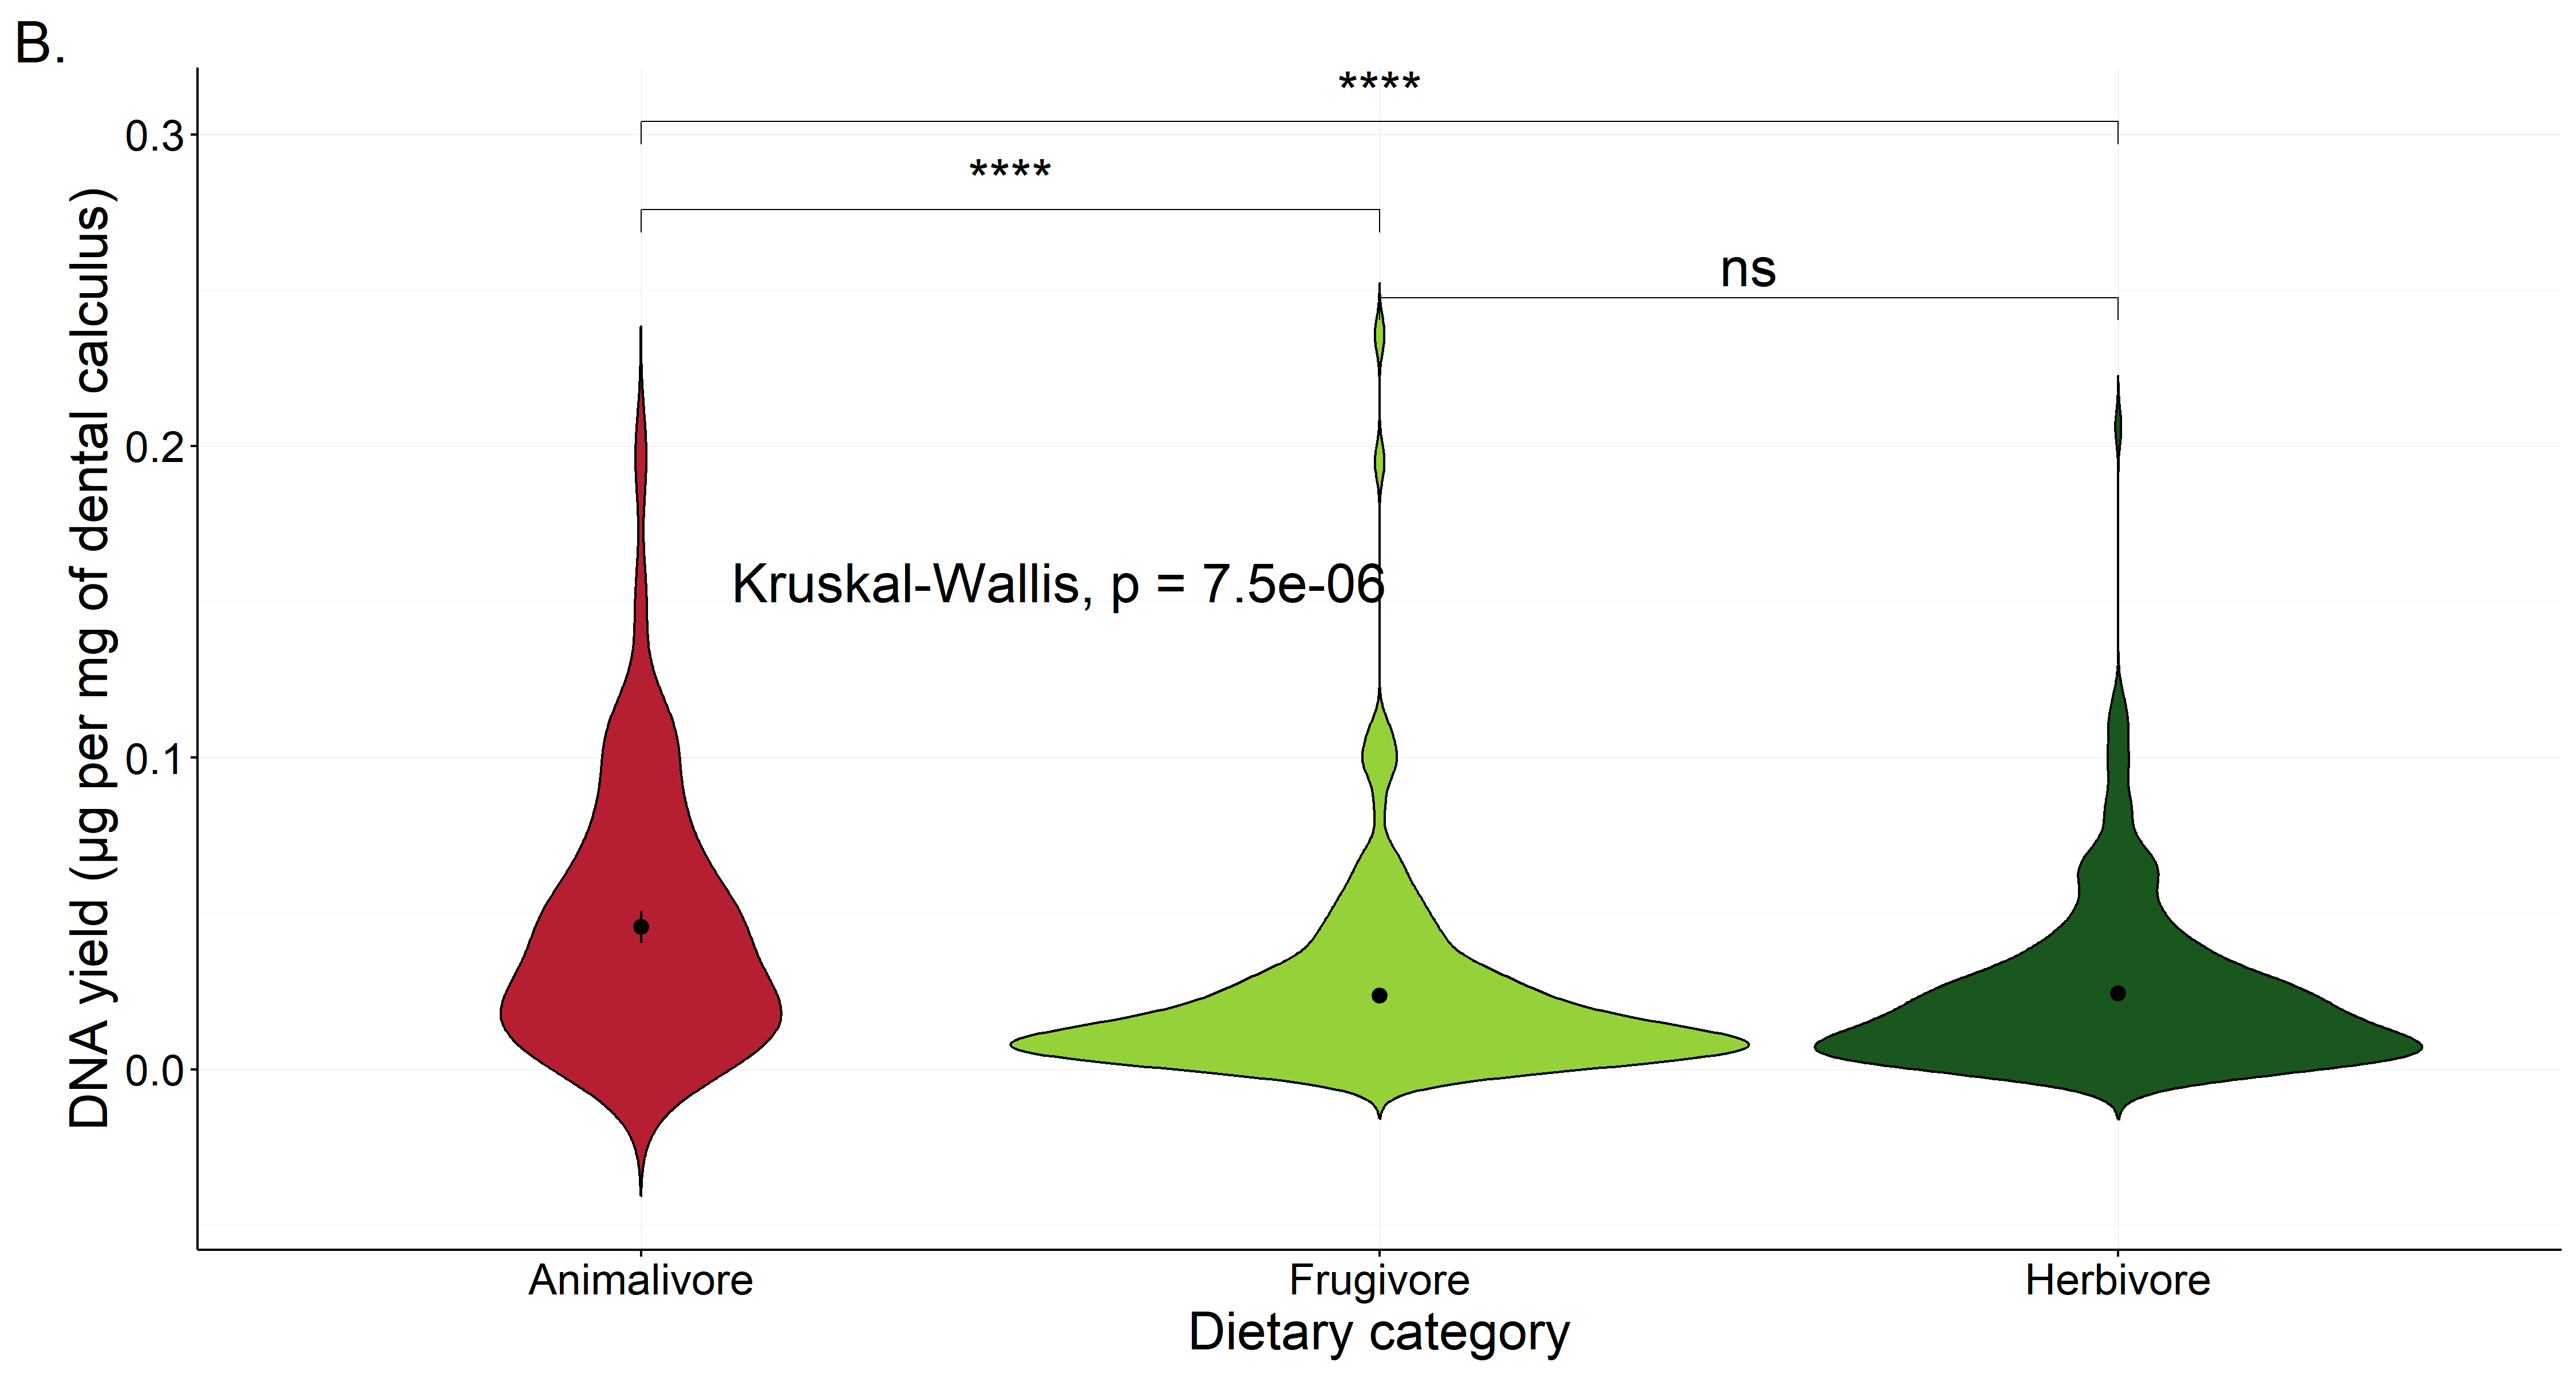 B.
DNA yield (µg per mg of dental calculus)
0.3
0.2
0.1
0.0
****
****
ns
Kruskal-Wallis, p = 7.5e-06
Animalivore
Frugivore
Herbivore
Dietary category